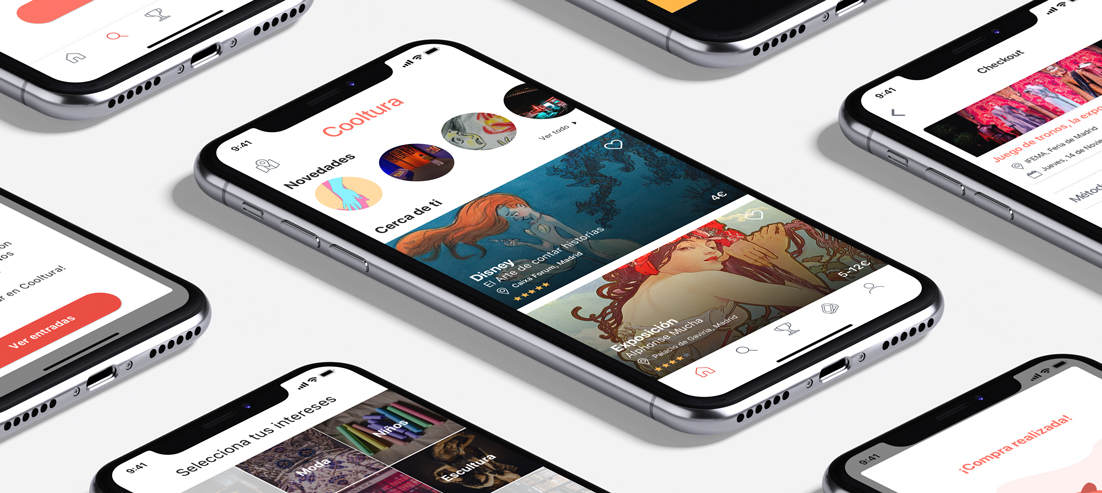 9:41
Cooltura
Novedades
Ver todo
Cerca de ti
4€
Disney
El Arte de contar historias
Caixa Forum, Madrid
5-12€
Exposición
Alphonse Mucha
Palacio de Gaviria, Madrid
9:41
Checkout
Juego de tronos, la expo
IFEMA, Feria de Madrid
Jueves, 14 de Nov
Métod
ón
os
r en Cooltura!
Ver entradas
9:41
Selecciona tus intereses
Moda
Niños
Escultura
9:41
¡Compra realizada!